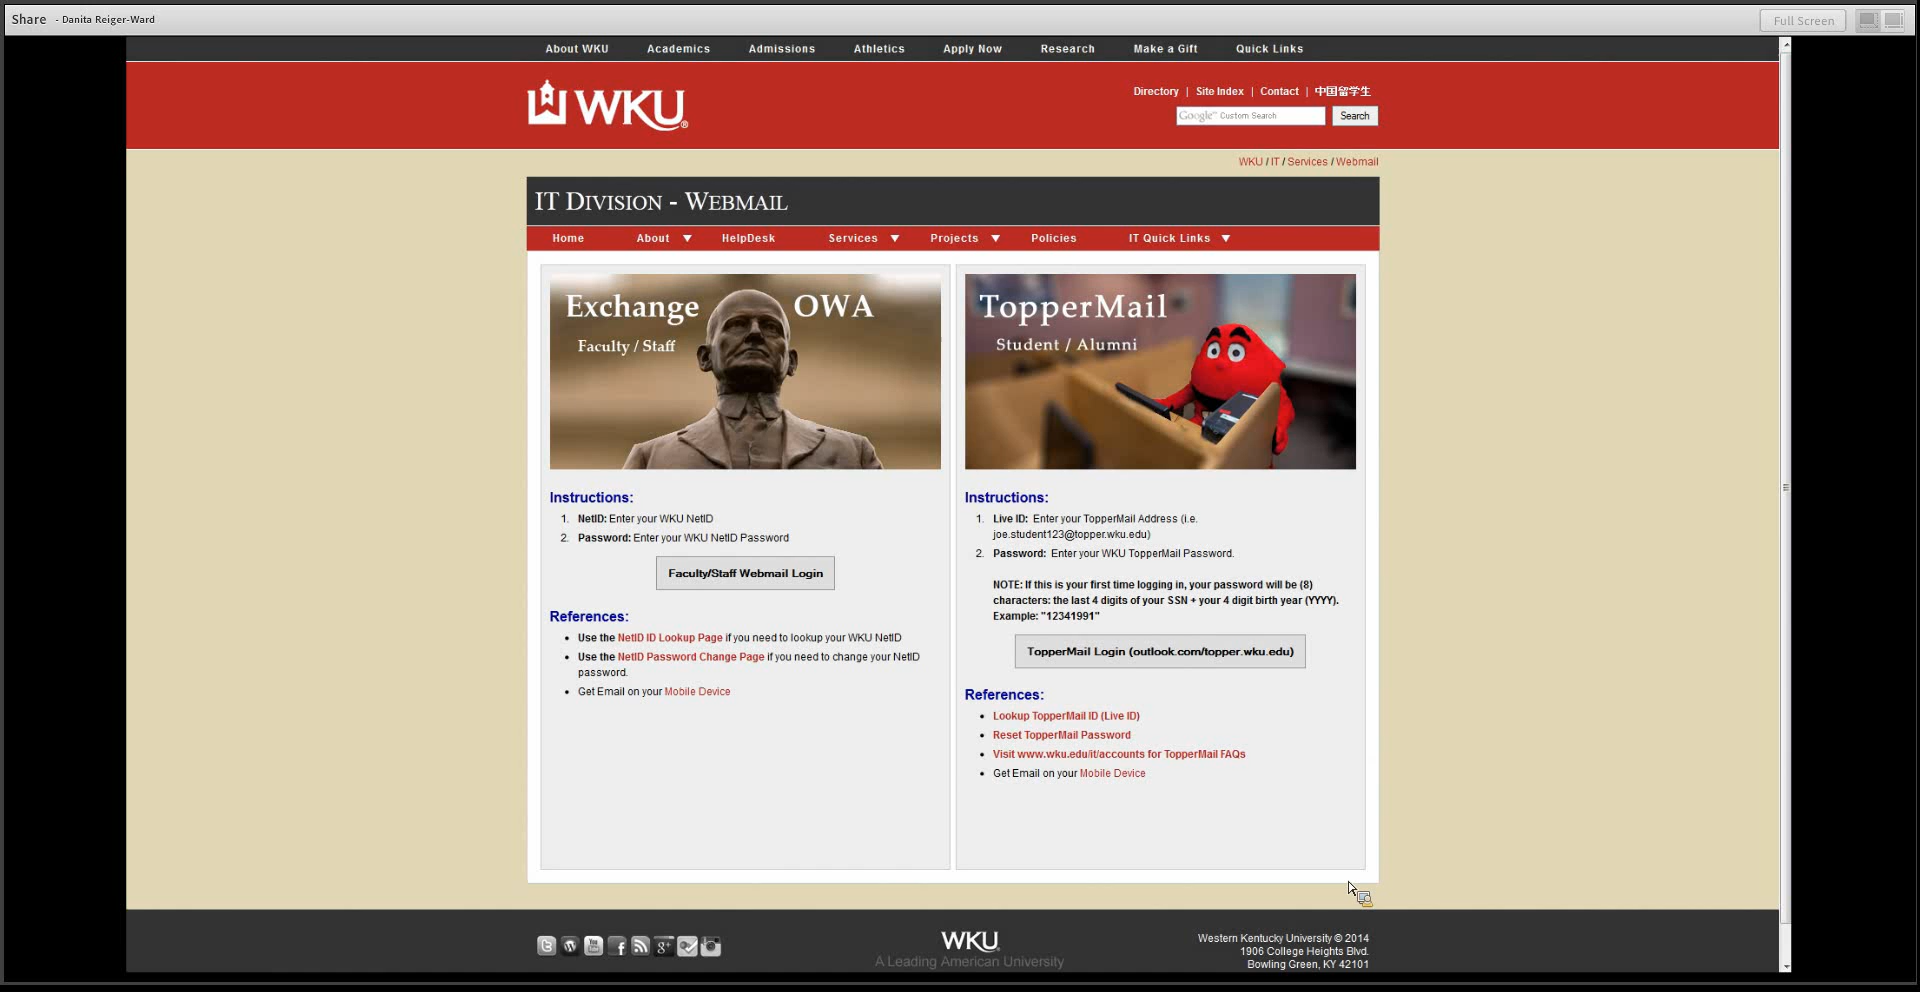 Share - Danita Reiger-Ward
Full Screen
About WKU Academics Admissions Athletics Apply Now Research Make a Gift Quick Links
WKU®
Directory | Site Index | Contact | 中国留学生
Google™ Custom Search
Search
WKU / IT / Services / Webmail
IT Division - Webmail
Home About HelpDesk Services Projects Policies IT Quick Links
Exchange OWA
Faculty / Staff
Instructions:
1. NetID: Enter your WKU NetID
2. Password: Enter your WKU NetID Password
Faculty/Staff Webmail Login
References:
• Use the NetID ID Lookup Page if you need to lookup your WKU NetID
• Use the NetID Password Change Page if you need to change your NetID
password.
• Get Email on your Mobile Device
TopperMail
Student / Alumni
Instructions:
1. Live ID: Enter your TopperMail Address (i.e.
joe.student123@topper.wku.edu)
2. Password: Enter your WKU TopperMail Password.
NOTE: If this is your first time logging in, your password will be (8)
characters: the last 4 digits of your SSN + your 4 digit birth year (YYYY).
Example: "12341991"
TopperMail Login (outlook.com/topper.wku.edu)
References:
• Lookup TopperMail ID (Live ID)
• Reset TopperMail Password
• Visit www.wku.edu/it/accounts for TopperMail FAQs
• Get Email on your Mobile Device
WKU
A Leading American University
Western Kentucky University © 2014
1906 College Heights Blvd.
Bowling Green, KY 42101